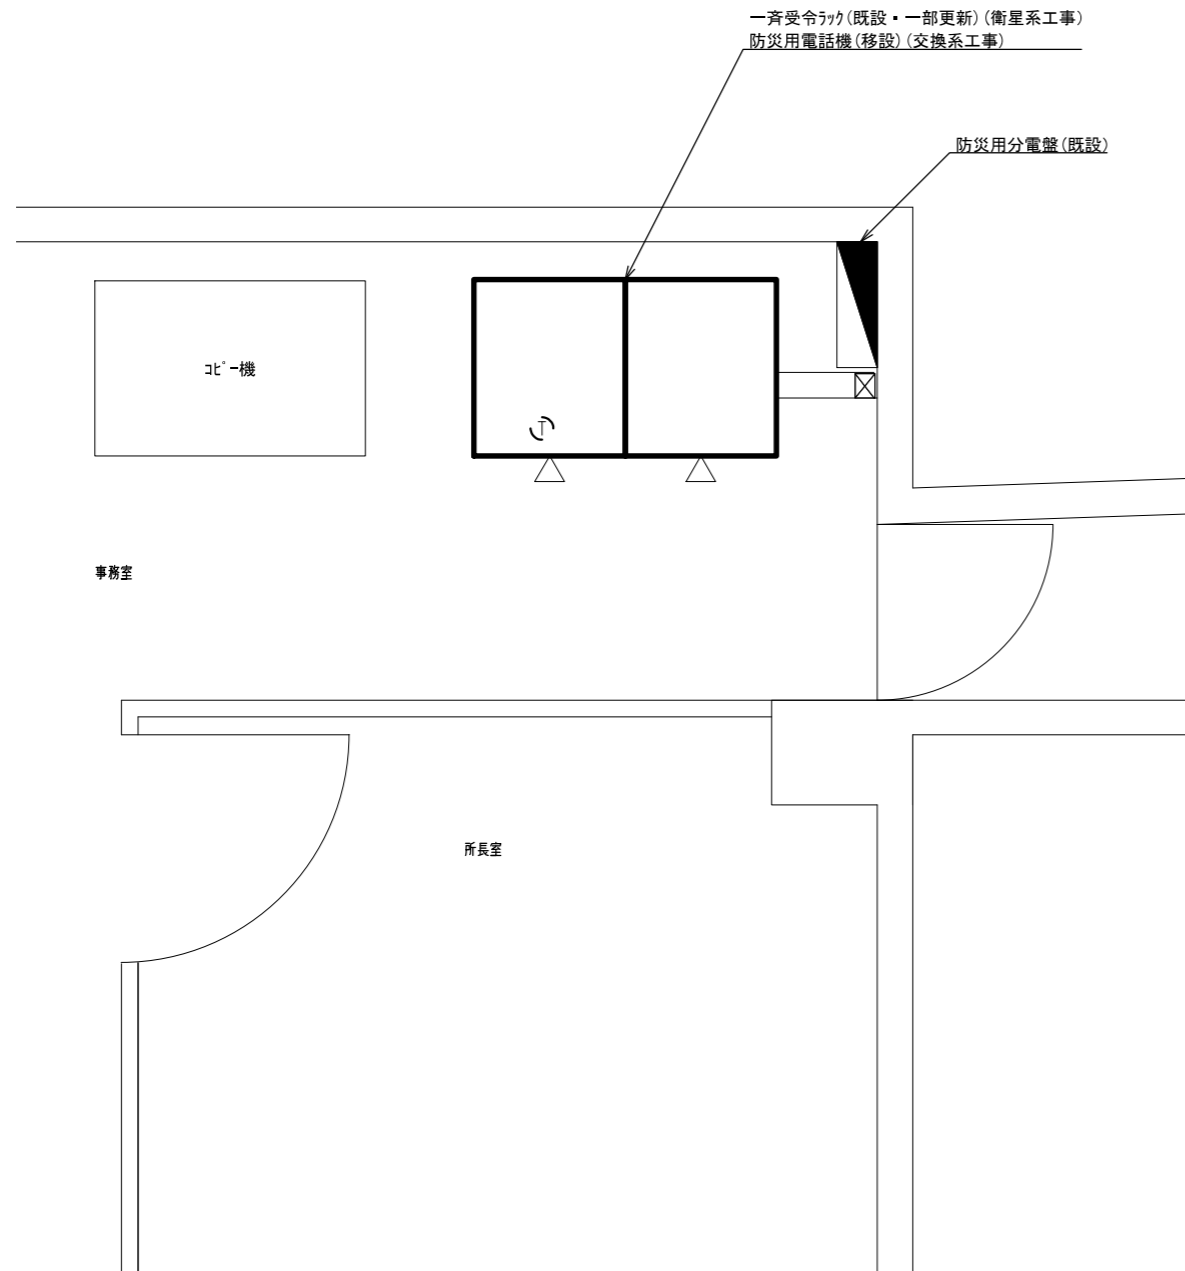 一斉受令ﾗｯｸ(既設・一部更新)(衛星系工事)
防災用電話機(移設)(交換系工事)
防災用分電盤(既設)
ｺﾋﾟｰ機
T
事務室
所長室